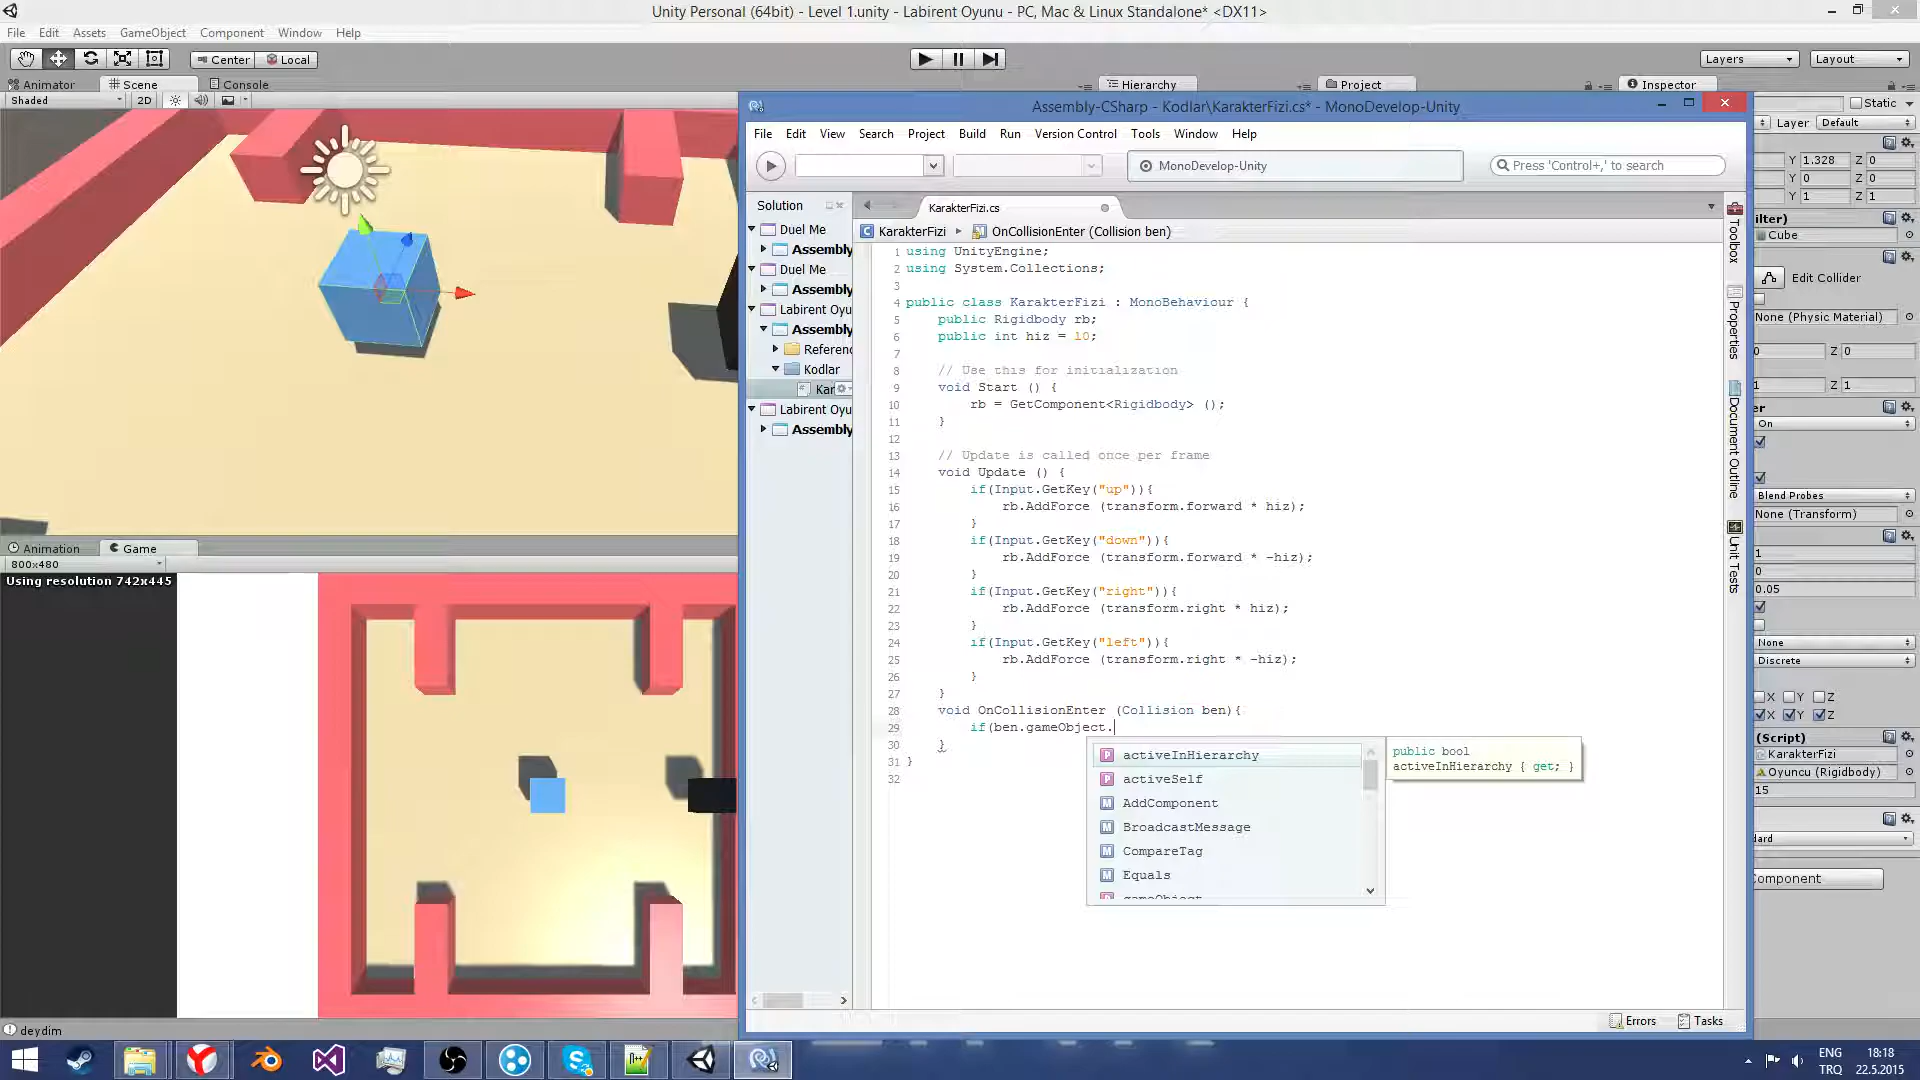 Unity Personal (64bit) - Level 1.unity - Labirent Oyunu - PC, Mac & Linux Standalone* <DX11>
File Edit Assets GameObject Component Window Help
Center Local
Layers Layout
Animator Scene Console
Hierarchy Project Inspector
Shaded 2D
Assembly-CSharp - Kodlar\KarakterFizi.cs* - MonoDevelop-Unity
Static
Layer Default
File Edit View Search Project Build Run Version Control Tools Window Help
MonoDevelop-Unity
Press 'Control+,' to search
Y 1.328 Z 0
Y 0 Z 0
Y 1 Z 1
Solution
KarakterFizi.cs
KarakterFizi OnCollisionEnter (Collision ben)
Duel Me
Assembly
Duel Me
Assembly
Labirent Oyu
Assembly
Referenc
Kodlar
Kar
Labirent Oyu
Assembly
1 using UnityEngine;
2 using System.Collections;
3
4 public class KarakterFizi : MonoBehaviour {
5 public Rigidbody rb;
6 public int hiz = 10;
7
8 // Use this for initialization
9 void Start () {
10 rb = GetComponent<Rigidbody> ();
11 }
12
13 // Update is called once per frame
14 void Update () {
15 if(Input.GetKey("up")){
16 rb.AddForce (transform.forward * hiz);
17 }
18 if(Input.GetKey("down")){
19 rb.AddForce (transform.forward * -hiz);
20 }
21 if(Input.GetKey("right")){
22 rb.AddForce (transform.right * hiz);
23 }
24 if(Input.GetKey("left")){
25 rb.AddForce (transform.right * -hiz);
26 }
27 }
28 void OnCollisionEnter (Collision ben){
29 if(ben.gameObject.
30 }
31 }
32
activeInHierarchy
activeSelf
AddComponent
BroadcastMessage
CompareTag
Equals
gameObject
public bool
activeInHierarchy { get; }
Toolbox
Properties
Document Outline
Unit Tests
ilter)
Cube
Edit Collider
None (Physic Material)
0 Z 0
1 Z 1
er
On
Blend Probes
None (Transform)
1
0
0.05
None
Discrete
X Y Z
X Y Z
(Script)
KarakterFizi
Oyuncu (Rigidbody)
15
dard
Component
Animation Game
800x480
Using resolution 742x445
Errors Tasks
deydim
ENG
TRQ
18:18
22.5.2015